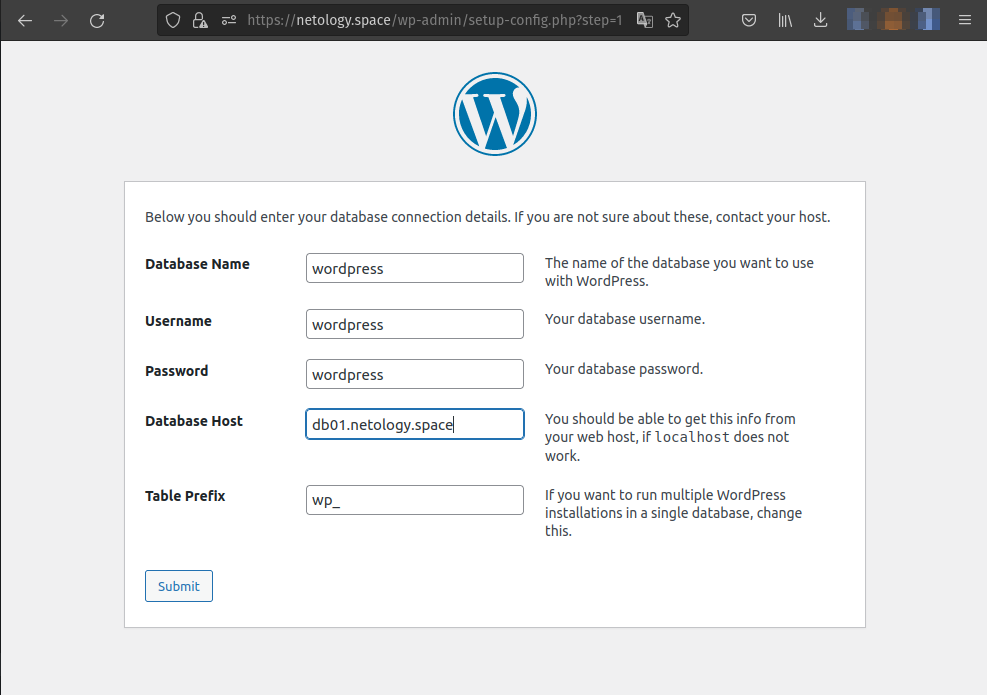 https://netology.space/wp-admin/setup-config.php?step=1
Below you should enter your database connection details. If you are not sure about these, contact your host.
Database Name
wordpress
The name of the database you want to use
with WordPress.
Username
wordpress
Your database username.
Password
wordpress
Your database password.
Database Host
db01.netology.space
You should be able to get this info from
your web host, if localhost does not
work.
Table Prefix
wp_
If you want to run multiple WordPress
installations in a single database, change
this.
Submit